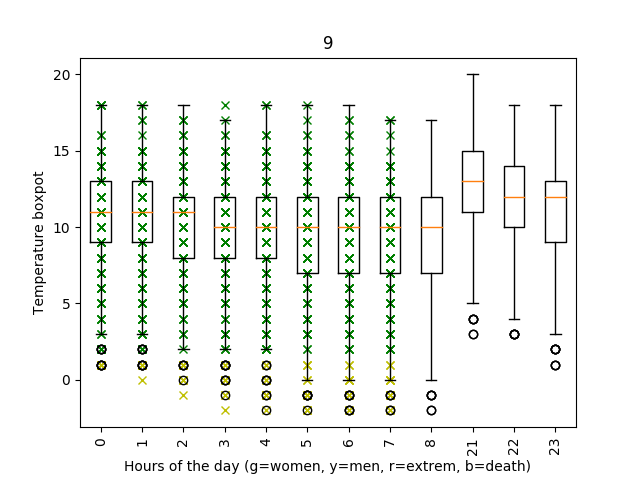 9
20
15
10
5
0
Temperature boxpot
0 1 2 3 4 5 6 7 8 21 22 23
Hours of the day (g=women, y=men, r=extrem, b=death)